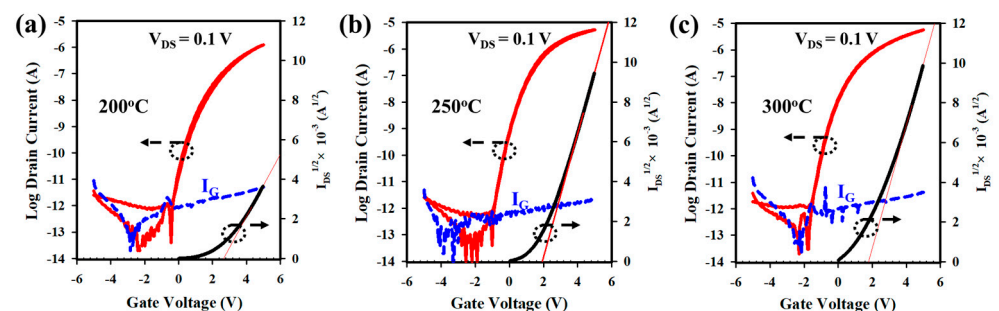 (a)
V_DS = 0.1 V
200°C
I_G
Log Drain Current (A)
-5
-6
-7
-8
-9
-10
-11
-12
-13
-14
-6 -4 -2 0 2 4 6
Gate Voltage (V)
12
10
8
6
4
2
0
I_DS^1/2 × 10^-3 (A^1/2)
(b)
V_DS = 0.1 V
250°C
I_G
Log Drain Current (A)
-5
-6
-7
-8
-9
-10
-11
-12
-13
-14
-6 -4 -2 0 2 4 6
Gate Voltage (V)
12
10
8
6
4
2
0
I_DS^1/2 × 10^-3 (A^1/2)
(c)
V_DS = 0.1 V
300°C
I_G
Log Drain Current (A)
-5
-6
-7
-8
-9
-10
-11
-12
-13
-14
-6 -4 -2 0 2 4 6
Gate Voltage (V)
12
10
8
6
4
2
0
I_DS^1/2 × 10^-3 (A^1/2)